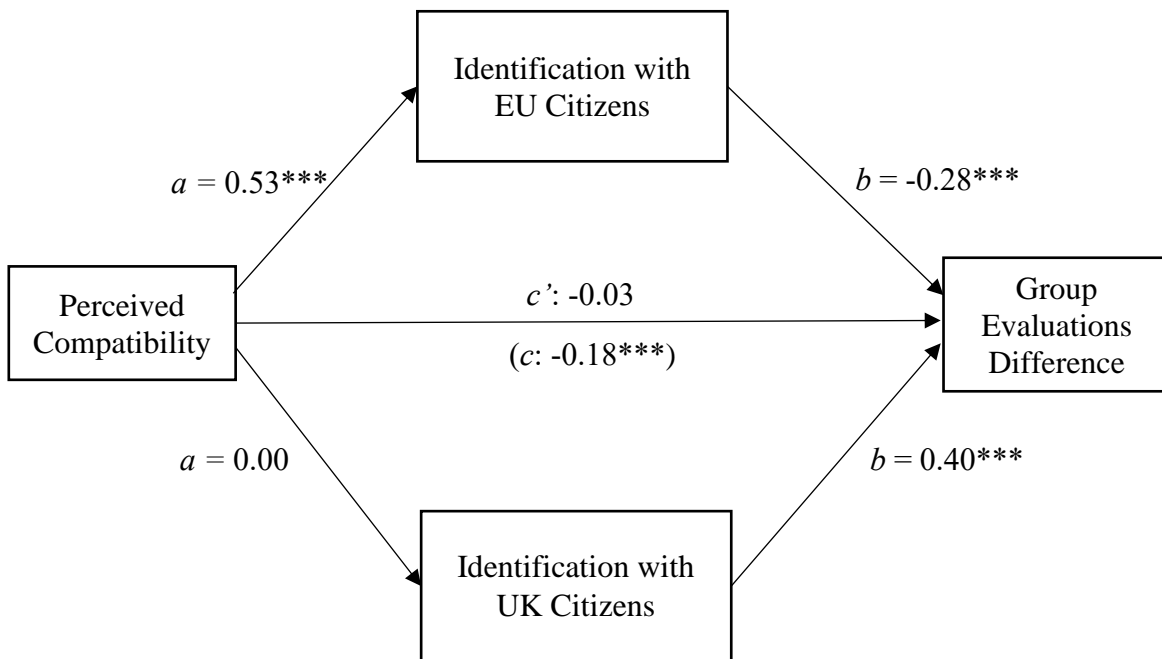 Identification with
EU Citizens
a = 0.53***
b = -0.28***
Perceived
Compatibility
c’: -0.03
(c: -0.18***)
Group
Evaluations
Difference
a = 0.00
b = 0.40***
Identification with
UK Citizens